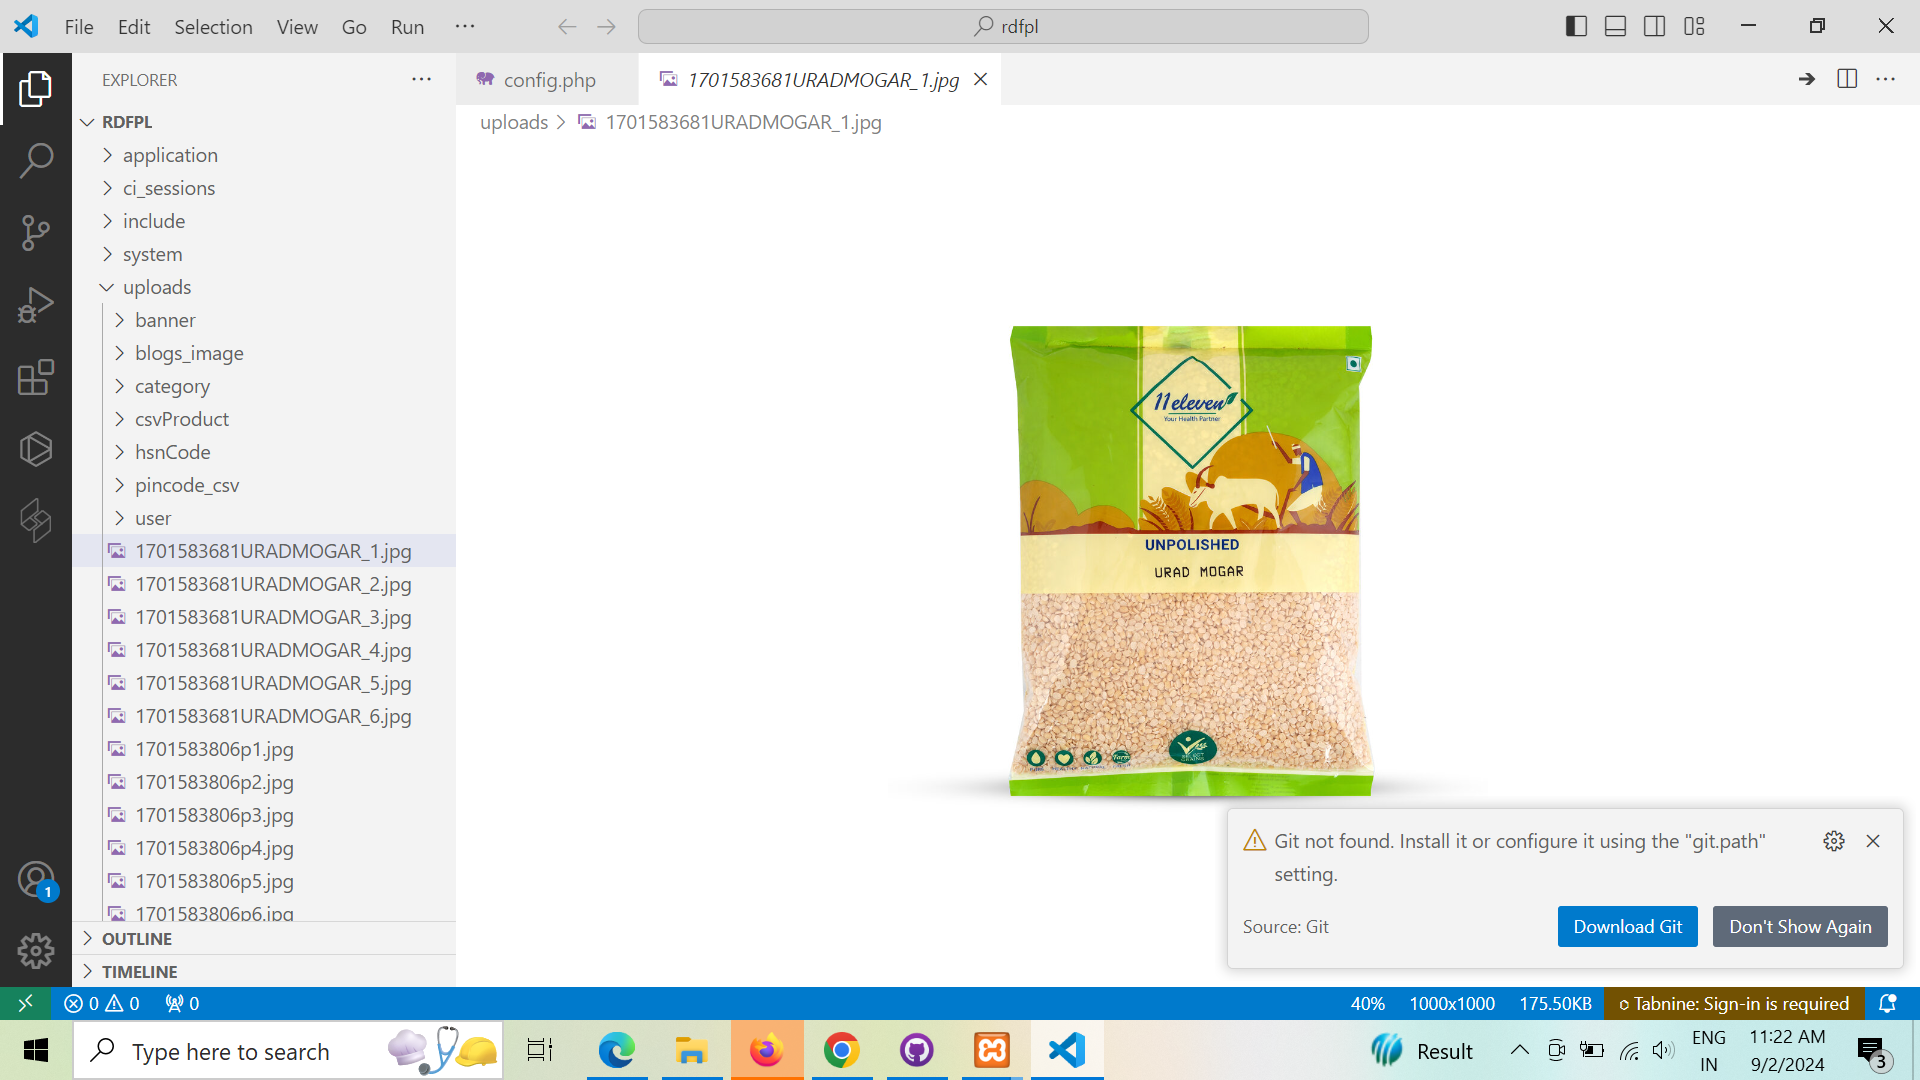 File Edit Selection View Go Run ···
rdfpl
EXPLORER
RDFPL
application
ci_sessions
include
system
uploads
banner
blogs_image
category
csvProduct
hsnCode
pincode_csv
user
1701583681URADMOGAR_1.jpg
1701583681URADMOGAR_2.jpg
1701583681URADMOGAR_3.jpg
1701583681URADMOGAR_4.jpg
1701583681URADMOGAR_5.jpg
1701583681URADMOGAR_6.jpg
1701583806p1.jpg
1701583806p2.jpg
1701583806p3.jpg
1701583806p4.jpg
1701583806p5.jpg
1701583806p6.jpg
OUTLINE
TIMELINE
config.php
1701583681URADMOGAR_1.jpg
uploads > 1701583681URADMOGAR_1.jpg
11 eleven
Your Health Partner
UNPOLISHED
URAD MOGAR
SELECT
GRAINS
Git not found. Install it or configure it using the "git.path"
setting.
Source: Git
Download Git
Don't Show Again
0 0 0
40% 1000x1000 175.50KB Tabnine: Sign-in is required
1
Type here to search
Result
ENG
IN
11:22 AM
9/2/2024
3